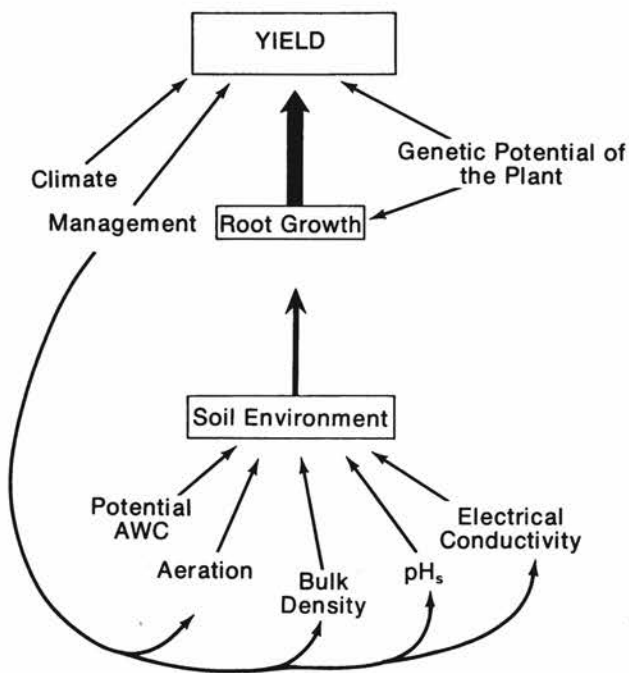 YIELD
Climate
Management
Genetic Potential of
the Plant
Root Growth
Soil Environment
Potential
AWC
Aeration
Bulk
Density
pHₛ
Electrical
Conductivity